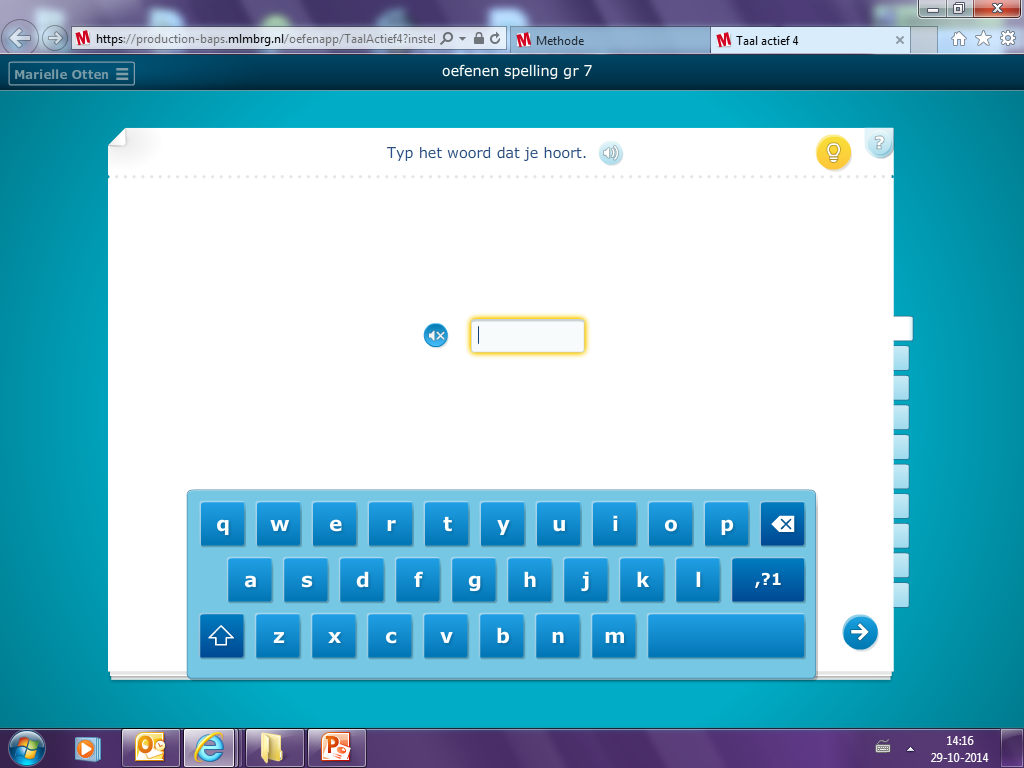 https://production-baps.mlmbrg.nl/oefenapp/TaalActief4?instel
Methode
Taal actief 4
Marielle Otten
oefenen spelling gr 7
Typ het woord dat je hoort.
?
q w e r t y u i o p
a s d f g h j k l ,?1
z x c v b n m
14:16
29-10-2014